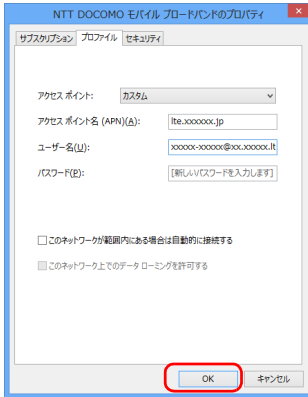 NTT DOCOMO モバイル ブロードバンドのプロパティ
サブスクリプション プロファイル セキュリティ
アクセス ポイント: カスタム
アクセス ポイント名 (APN)(A): lte.xxxxxx.jp
ユーザー名(U): xxxxx-xxxxx@xx.xxxxx.lt
パスワード(P): [新しいパスワードを入力します]
このネットワークが範囲内にある場合は自動的に接続する
このネットワーク上でのデータ ローミングを許可する
OK キャンセル